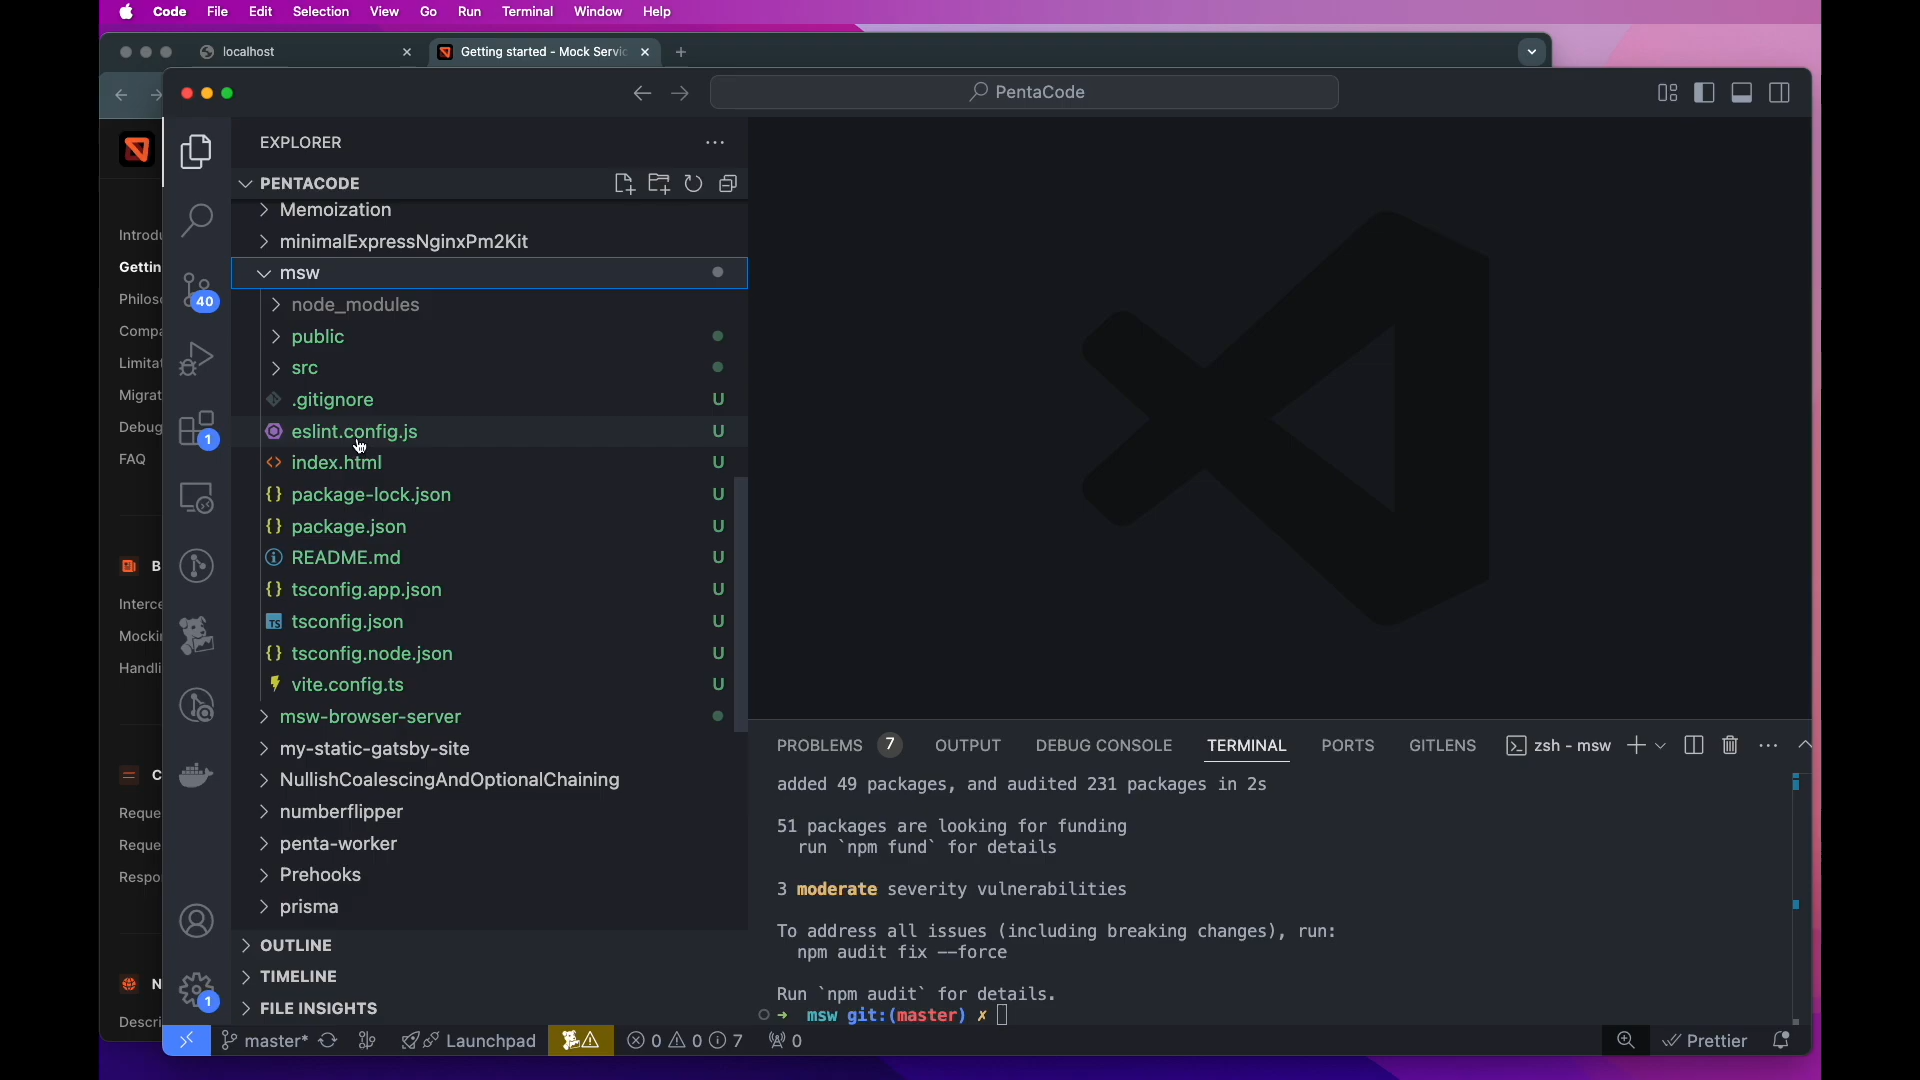 Code File Edit Selection View Go Run Terminal Window Help
localhost
Getting started - Mock Servic
PentaCode
EXPLORER
PENTACODE
Memoization
minimalExpressNginxPm2Kit
msw
node_modules
public
src
.gitignore U
eslint.config.js U
index.html U
package-lock.json U
package.json U
README.md U
tsconfig.app.json U
TS tsconfig.json U
tsconfig.node.json U
vite.config.ts U
msw-browser-server
my-static-gatsby-site
NullishCoalescingAndOptionalChaining
numberflipper
penta-worker
Prehooks
prisma
OUTLINE
TIMELINE
FILE INSIGHTS
40
1
1
Introdu
Gettin
Philos
Compa
Limitat
Migrat
Debug
FAQ
B
Interce
Mockin
Handli
C
Reque
Reque
Respo
N
Descri
PROBLEMS 7 OUTPUT DEBUG CONSOLE TERMINAL PORTS GITLENS zsh - msw
added 49 packages, and audited 231 packages in 2s
51 packages are looking for funding
run `npm fund` for details
3 moderate severity vulnerabilities
To address all issues (including breaking changes), run:
npm audit fix --force
Run `npm audit` for details.
→ msw git:(master) ✗
master* Launchpad 0 0 7 0 Prettier